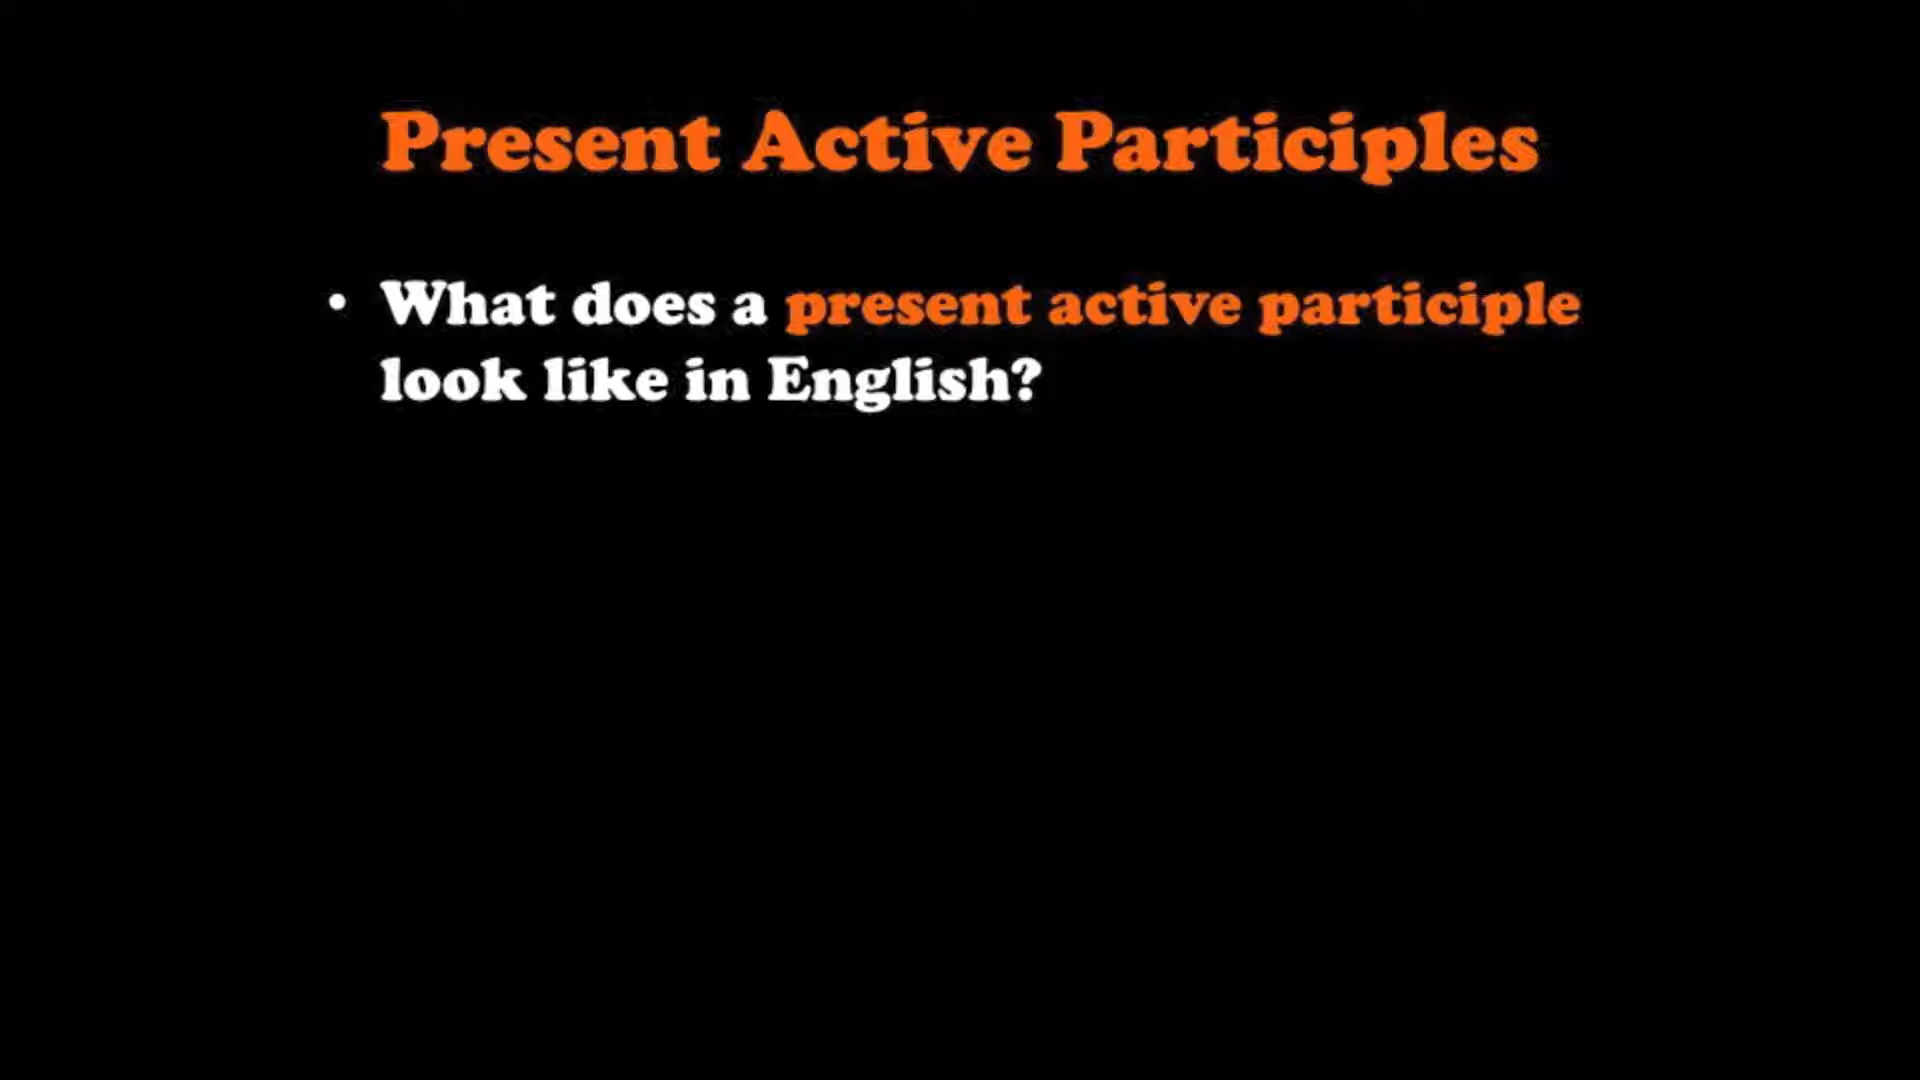 Present Active Participles
• What does a present active participle
look like in English?